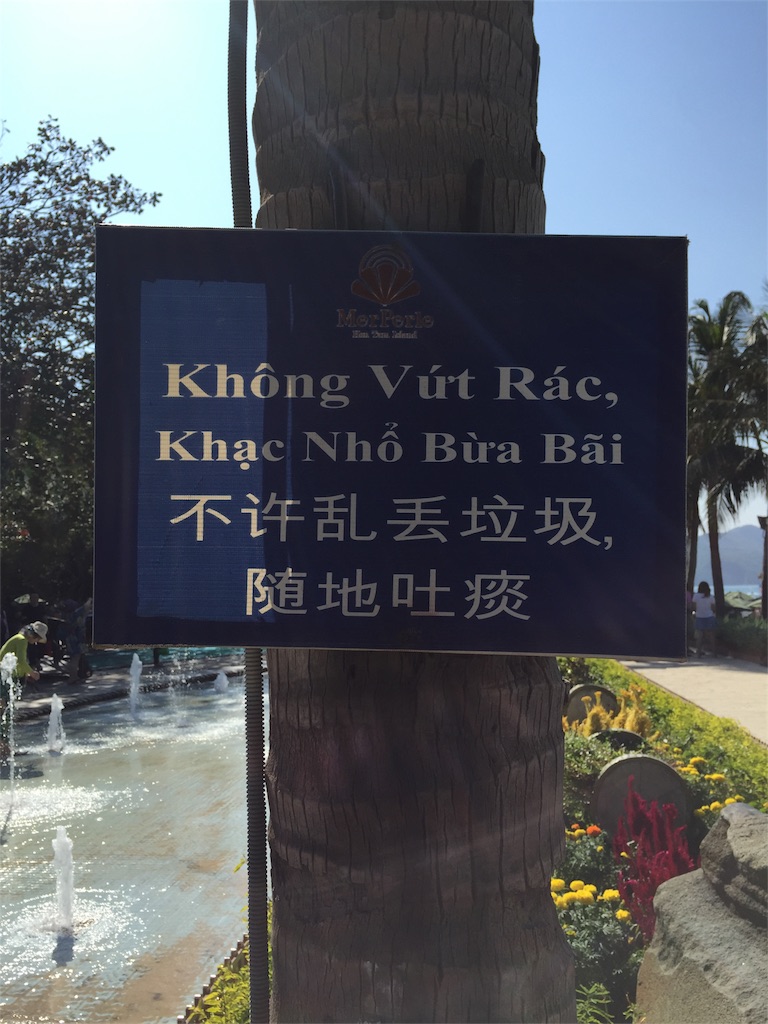 MerPerle
Hon Tam Island
Không Vứt Rác,
Khạc Nhổ Bừa Bãi
不许乱丢垃圾,
随地吐痰